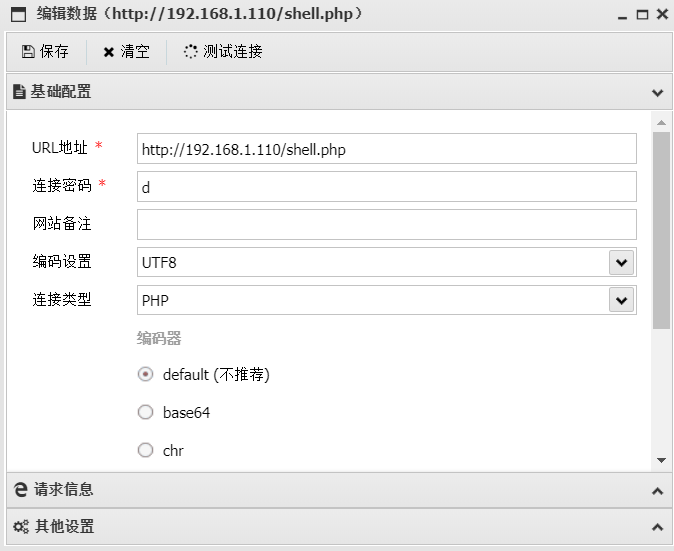 编辑数据（http://192.168.1.110/shell.php）
保存 清空 测试连接
基础配置
URL地址 * http://192.168.1.110/shell.php
连接密码 * d
网站备注
编码设置 UTF8
连接类型 PHP
编码器
default (不推荐)
base64
chr
请求信息
其他设置